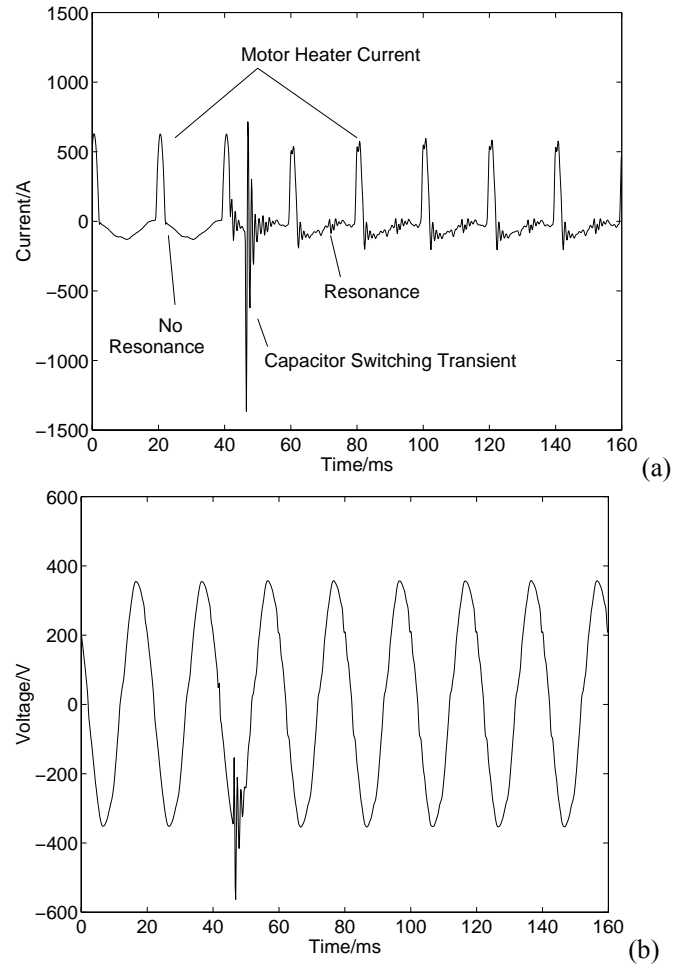 1500
Motor Heater Current
1000
500
0
Current/A
−500
No
Resonance
Resonance
Capacitor Switching Transient
−1000
−1500
0 20 40 60 80 100 120 140 160
Time/ms
(a)
600
400
200
0
Voltage/V
−200
−400
−600
0 20 40 60 80 100 120 140 160
Time/ms
(b)